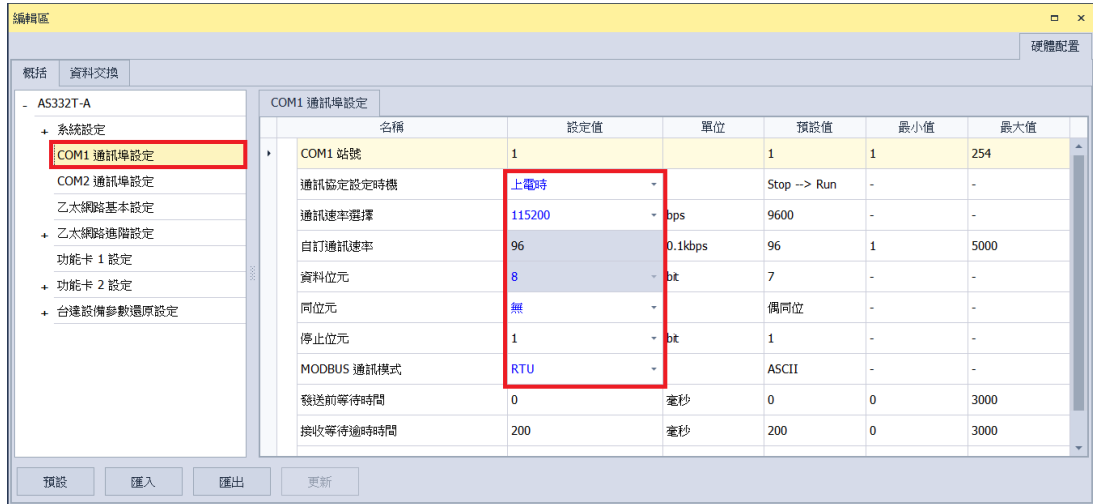 編輯區
硬體配置
概括 資料交換
- AS332T-A
+ 系統設定
COM1 通訊埠設定
COM2 通訊埠設定
乙太網路基本設定
+ 乙太網路進階設定
功能卡 1 設定
+ 功能卡 2 設定
+ 台達設備參數還原設定
COM1 通訊埠設定
名稱 設定值 單位 預設值 最小值 最大值
COM1 站號 1 1 1 254
通訊協定設定時機 上電時 Stop --> Run - -
通訊速率選擇 115200 bps 9600 - -
自訂通訊速率 96 0.1kbps 96 1 5000
資料位元 8 bit 7 - -
同位元 無 偶同位 - -
停止位元 1 bit 1 - -
MODBUS 通訊模式 RTU ASCII - -
發送前等待時間 0 毫秒 0 0 3000
接收等待逾時時間 200 毫秒 200 0 3000
預設 匯入 匯出 更新